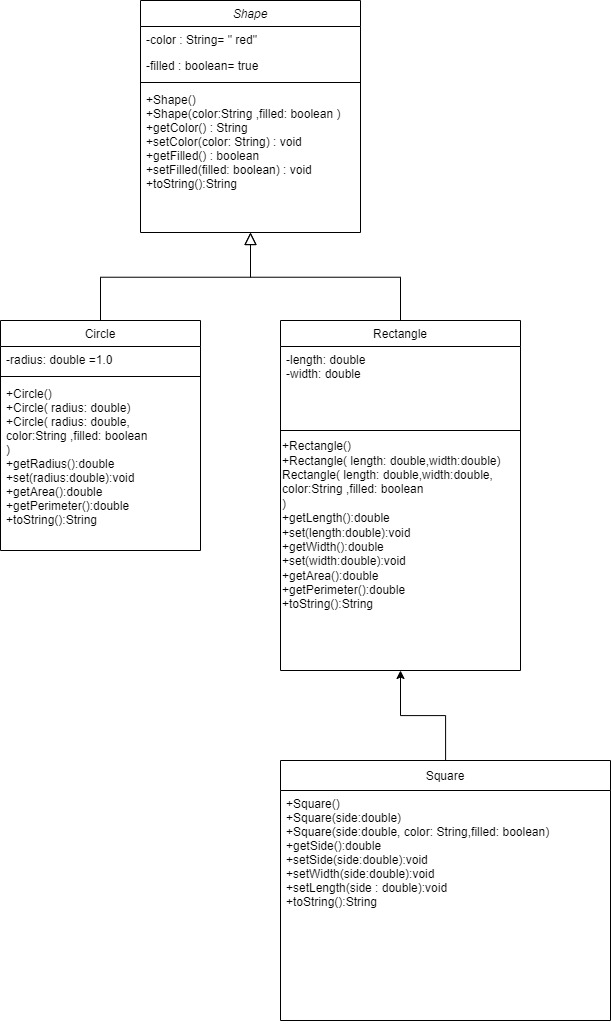 Shape
-color : String= " red"
-filled : boolean= true
+Shape()
+Shape(color:String ,filled: boolean )
+getColor() : String
+setColor(color: String) : void
+getFilled() : boolean
+setFilled(filled: boolean) : void
+toString():String
Circle
-radius: double =1.0
+Circle()
+Circle( radius: double)
+Circle( radius: double,
color:String ,filled: boolean
)
+getRadius():double
+set(radius:double):void
+getArea():double
+getPerimeter():double
+toString():String
Rectangle
-length: double
-width: double
+Rectangle()
+Rectangle( length: double,width:double)
Rectangle( length: double,width:double,
color:String ,filled: boolean
)
+getLength():double
+set(length:double):void
+getWidth():double
+set(width:double):void
+getArea():double
+getPerimeter():double
+toString():String
Square
+Square()
+Square(side:double)
+Square(side:double, color: String,filled: boolean)
+getSide():double
+setSide(side:double):void
+setWidth(side:double):void
+setLength(side : double):void
+toString():String